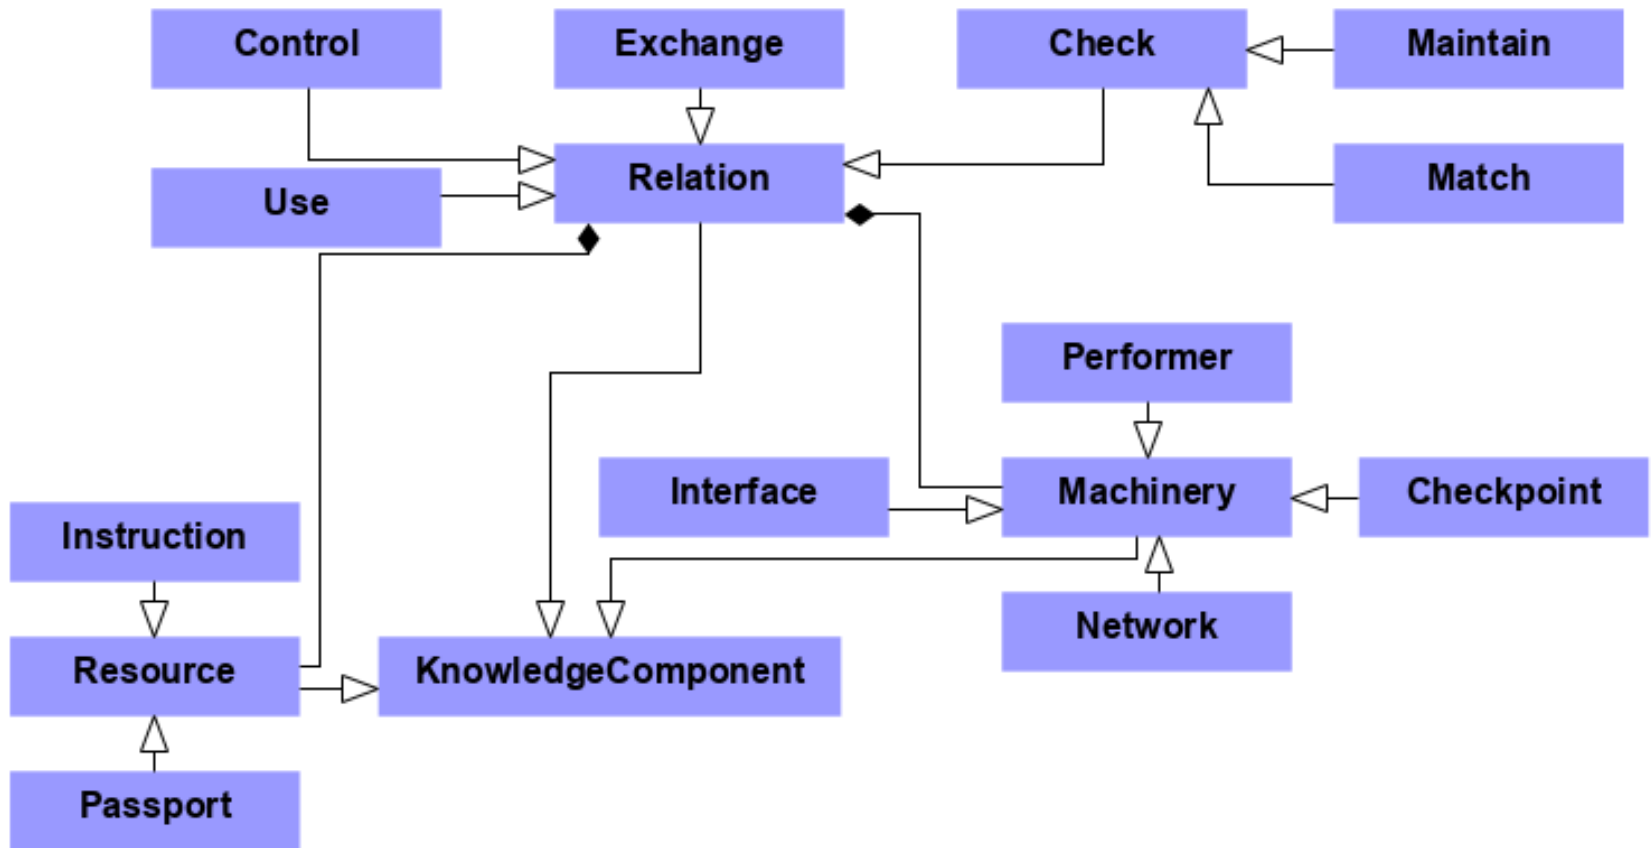 Control
Exchange
Check
Maintain
Use
Relation
Match
Performer
Interface
Machinery
Checkpoint
Instruction
Network
Resource
KnowledgeComponent
Passport